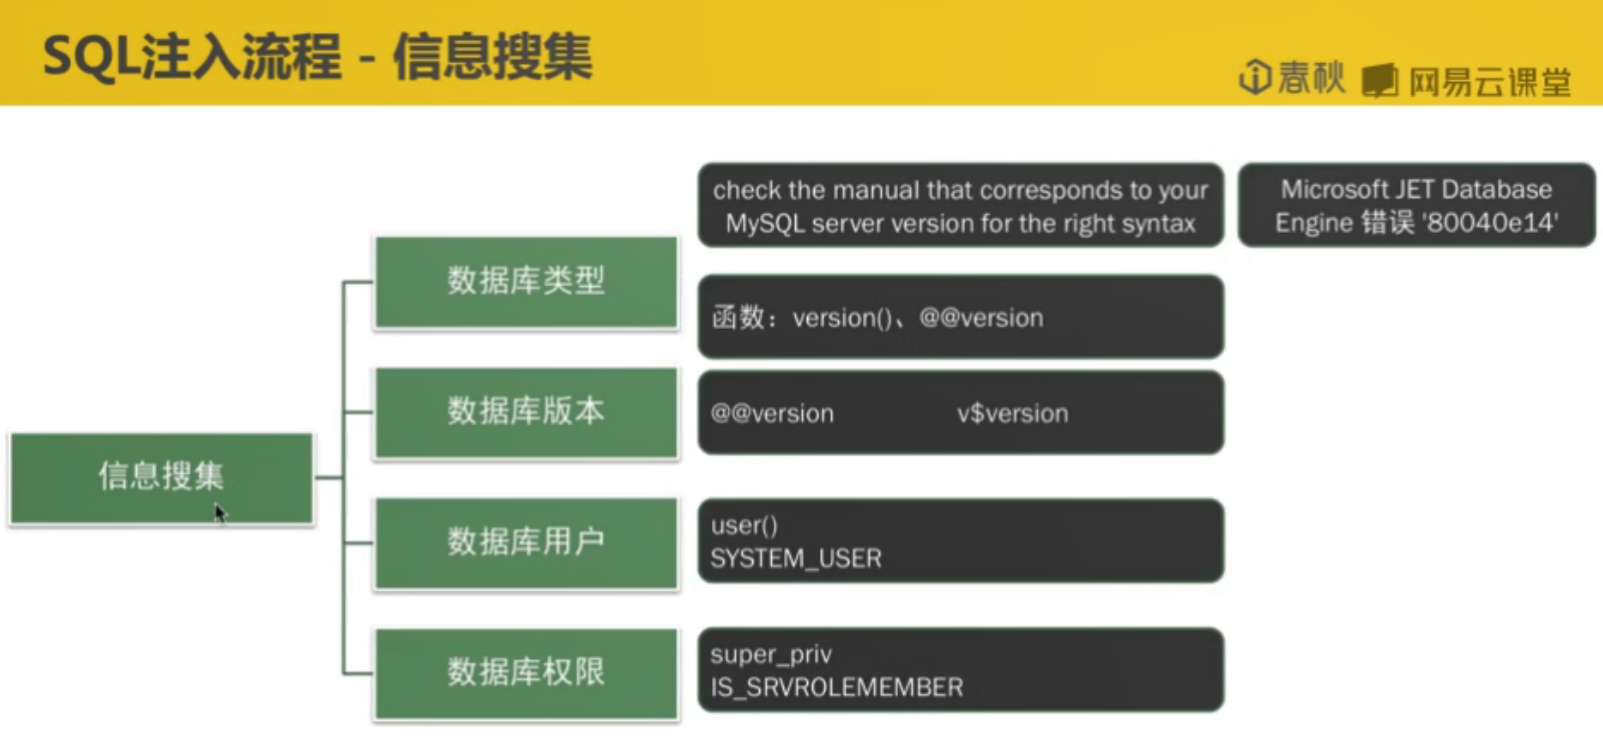 SQL注入流程 - 信息搜集
春秋 网易云课堂
check the manual that corresponds to your
MySQL server version for the right syntax
Microsoft JET Database
Engine 错误 '80040e14'
数据库类型
函数：version()、@@version
数据库版本
@@version v$version
信息搜集
数据库用户
user()
SYSTEM_USER
数据库权限
super_priv
IS_SRVROLEMEMBER